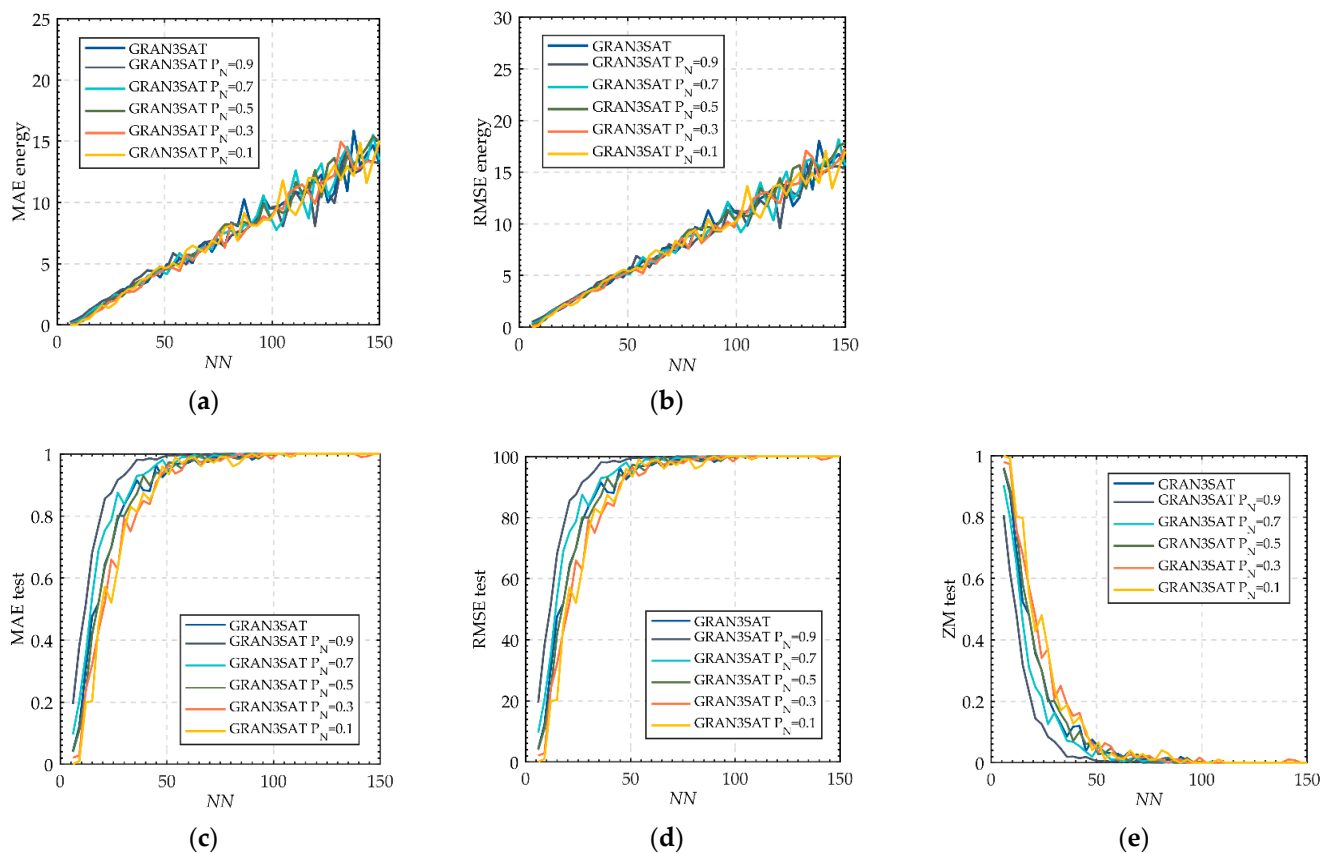 25
20
15
10
5
0
0
50
100
150
MAE energy
NN
GRAN3SAT
GRAN3SAT P_N=0.9
GRAN3SAT P_N=0.7
GRAN3SAT P_N=0.5
GRAN3SAT P_N=0.3
GRAN3SAT P_N=0.1
(a)
30
25
20
15
10
5
0
0
50
100
150
RMSE energy
NN
GRAN3SAT
GRAN3SAT P_N=0.9
GRAN3SAT P_N=0.7
GRAN3SAT P_N=0.5
GRAN3SAT P_N=0.3
GRAN3SAT P_N=0.1
(b)
1
0.8
0.6
0.4
0.2
0
0
50
100
150
MAE test
NN
GRAN3SAT
GRAN3SAT P_N=0.9
GRAN3SAT P_N=0.7
GRAN3SAT P_N=0.5
GRAN3SAT P_N=0.3
GRAN3SAT P_N=0.1
(c)
100
80
60
40
20
0
0
50
100
150
RMSE test
NN
GRAN3SAT
GRAN3SAT P_N=0.9
GRAN3SAT P_N=0.7
GRAN3SAT P_N=0.5
GRAN3SAT P_N=0.3
GRAN3SAT P_N=0.1
(d)
1
0.8
0.6
0.4
0.2
0
0
50
100
150
ZM test
NN
GRAN3SAT
GRAN3SAT P_N=0.9
GRAN3SAT P_N=0.7
GRAN3SAT P_N=0.5
GRAN3SAT P_N=0.3
GRAN3SAT P_N=0.1
(e)